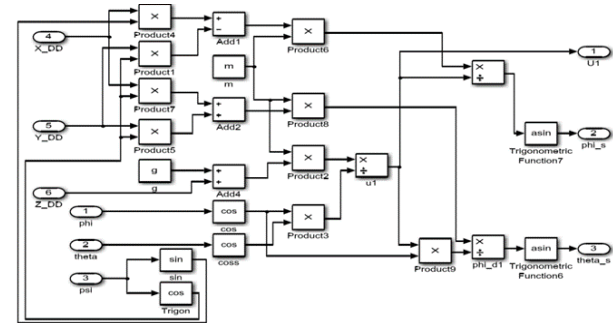 4
X_DD
5
Y_DD
6
Z_DD
1
phi
2
theta
3
psi
×
Product4
×
Product1
×
Product7
×
Product5
g
g
+
−
Add1
m
m
+
+
Add2
+
+
Add4
cos
cos
cos
coss
sin
sin
cos
Trigon
×
Product6
×
Product8
×
Product2
×
Product3
×
÷
u1
×
Product9
×
÷
×
÷
phi_d1
asin
Trigonometric
Function7
asin
Trigonometric
Function6
1
U1
2
phi_s
3
theta_s